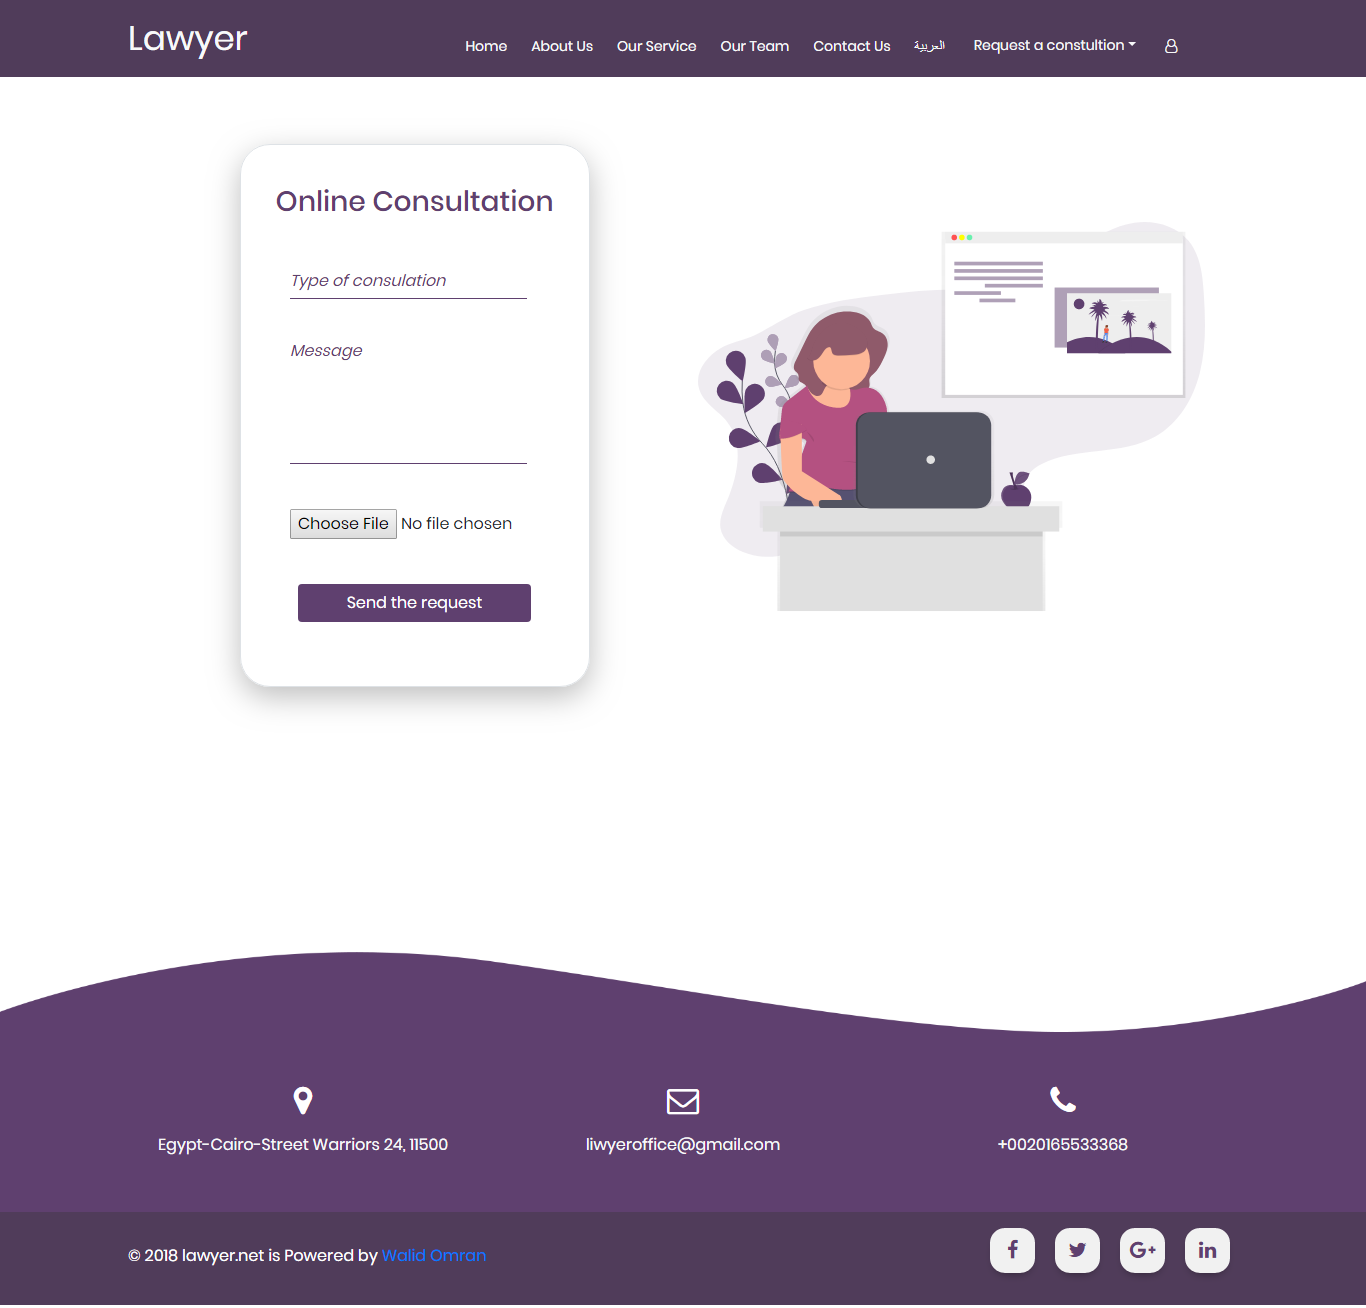 Lawyer
Home About Us Our Service Our Team Contact Us العربية Request a constultion
Online Consultation
Type of consulation
Message
Choose File No file chosen
Send the request
Egypt-Cairo-Street Warriors 24, 11500
liwyeroffice@gmail.com
+0020165533368
© 2018 lawyer.net is Powered by Walid Omran